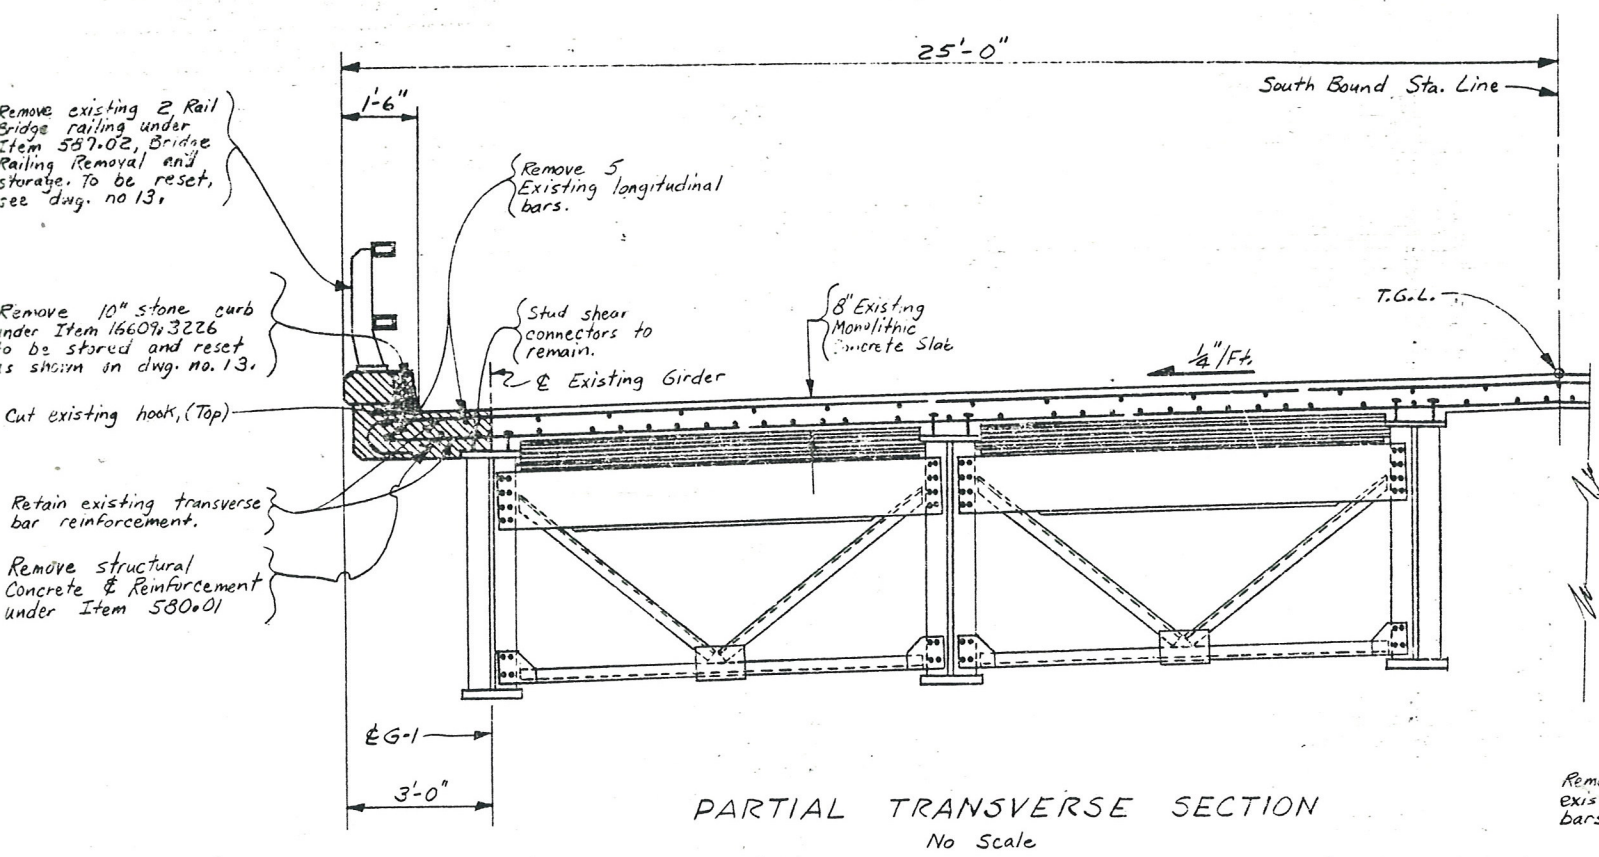 25'-0"
South Bound Sta. Line
1'-6"
Remove existing 2 Rail
Bridge railing under
Item 587.02, Bridge
Railing Removal and
storage. To be reset,
see dwg. no 13.
Remove 5
Existing longitudinal
bars.
Remove 10" stone curb
under Item 16609.3226
to be stored and reset
as shown on dwg. no. 13.
Stud shear
connectors to
remain.
8" Existing
Monolithic
Concrete Slab
T.G.L.
1/4"/Ft.
℄ Existing Girder
Cut existing hook, (Top)
Retain existing transverse
bar reinforcement.
Remove structural
Concrete & Reinforcement
under Item 580.01
℄ G-1
3'-0"
PARTIAL TRANSVERSE SECTION
No Scale
bars